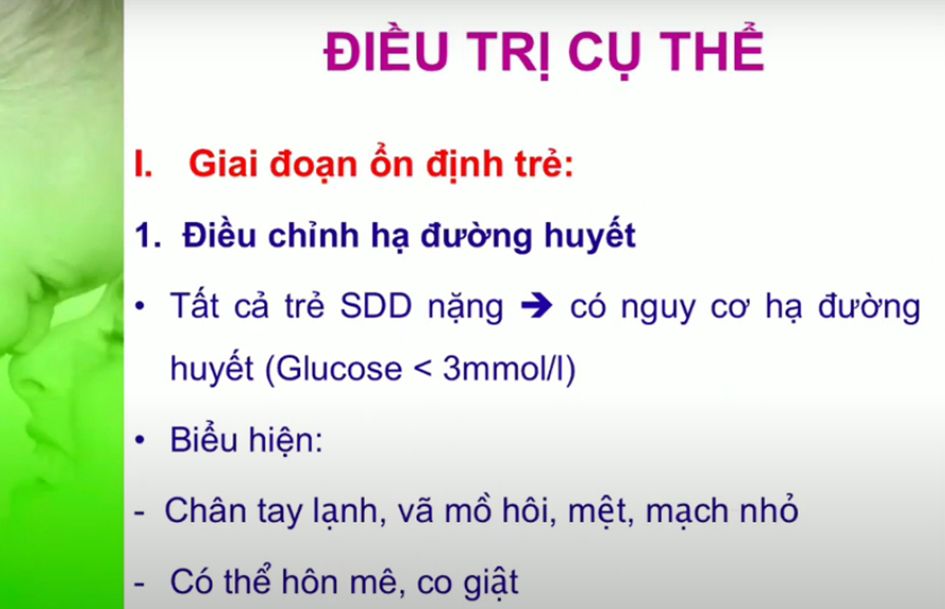 ĐIỀU TRỊ CỤ THỂ
I. Giai đoạn ổn định trẻ:
1. Điều chỉnh hạ đường huyết
• Tất cả trẻ SDD nặng ➔ có nguy cơ hạ đường
huyết (Glucose < 3mmol/l)
• Biểu hiện:
- Chân tay lạnh, vã mồ hôi, mệt, mạch nhỏ
- Có thể hôn mê, co giật